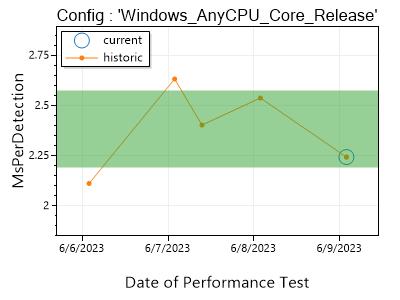 Config : 'Windows_AnyCPU_Core_Release'
current
historic
MsPerDetection
2.75
2.5
2.25
2
6/6/2023
6/7/2023
6/8/2023
6/9/2023
Date of Performance Test